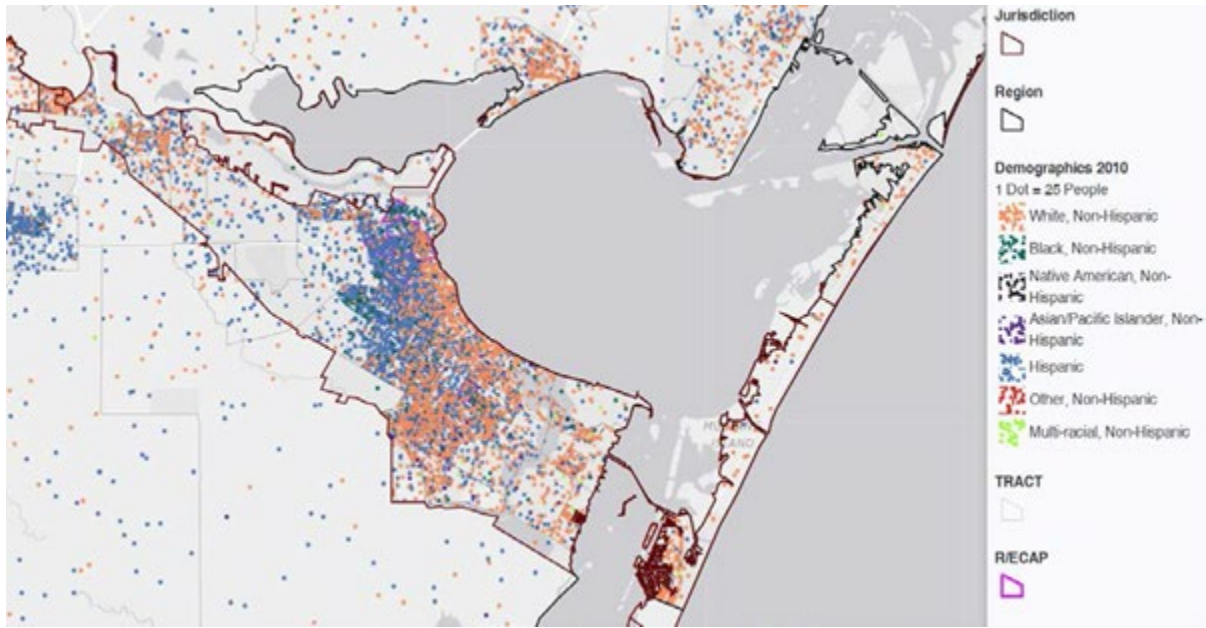 Jurisdiction
Region
Demographics 2010
1 Dot = 25 People
White, Non-Hispanic
Black, Non-Hispanic
Native American, Non-
Hispanic
Asian/Pacific Islander, Non-
Hispanic
Hispanic
Other, Non-Hispanic
Multi-racial, Non-Hispanic
TRACT
R/ECAP
ISLAND